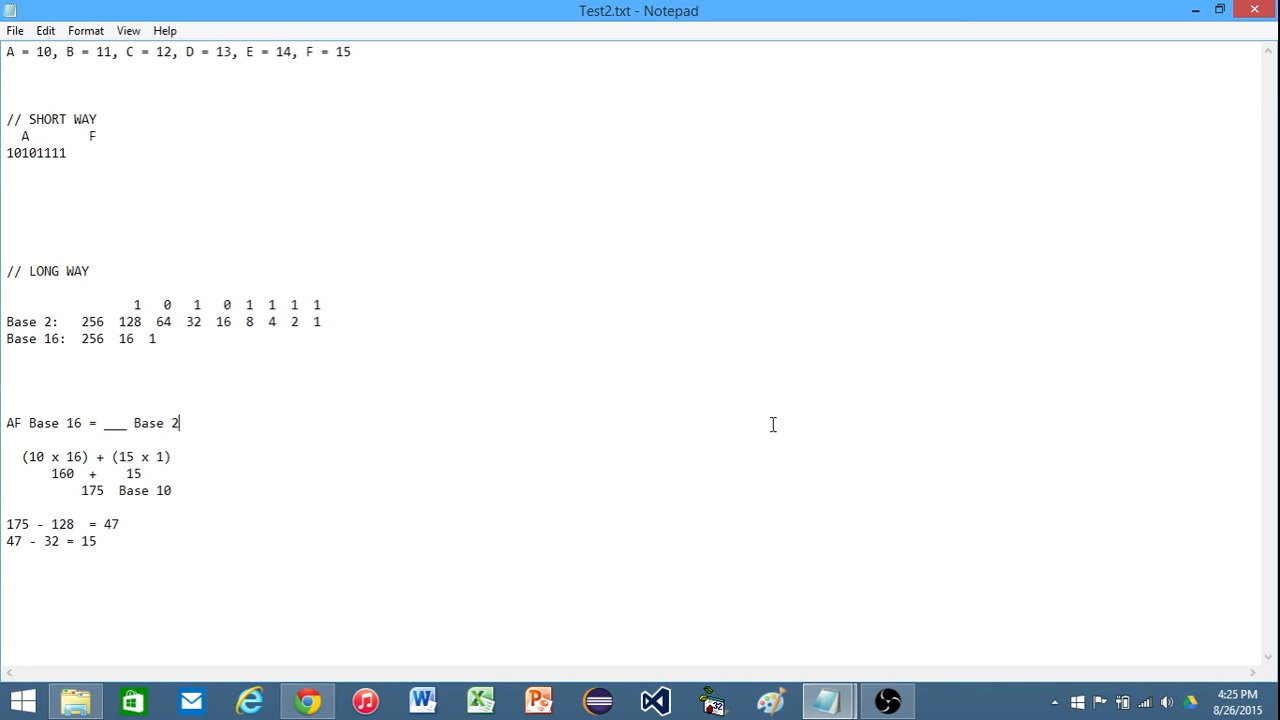 Test2.txt - Notepad
File Edit Format View Help
A = 10, B = 11, C = 12, D = 13, E = 14, F = 15
// SHORT WAY
A F
10101111
// LONG WAY
1 0 1 0 1 1 1 1
Base 2: 256 128 64 32 16 8 4 2 1
Base 16: 256 16 1
AF Base 16 = ___ Base 2
(10 x 16) + (15 x 1)
160 + 15
175 Base 10
175 - 128 = 47
47 - 32 = 15
4:25 PM
8/26/2015